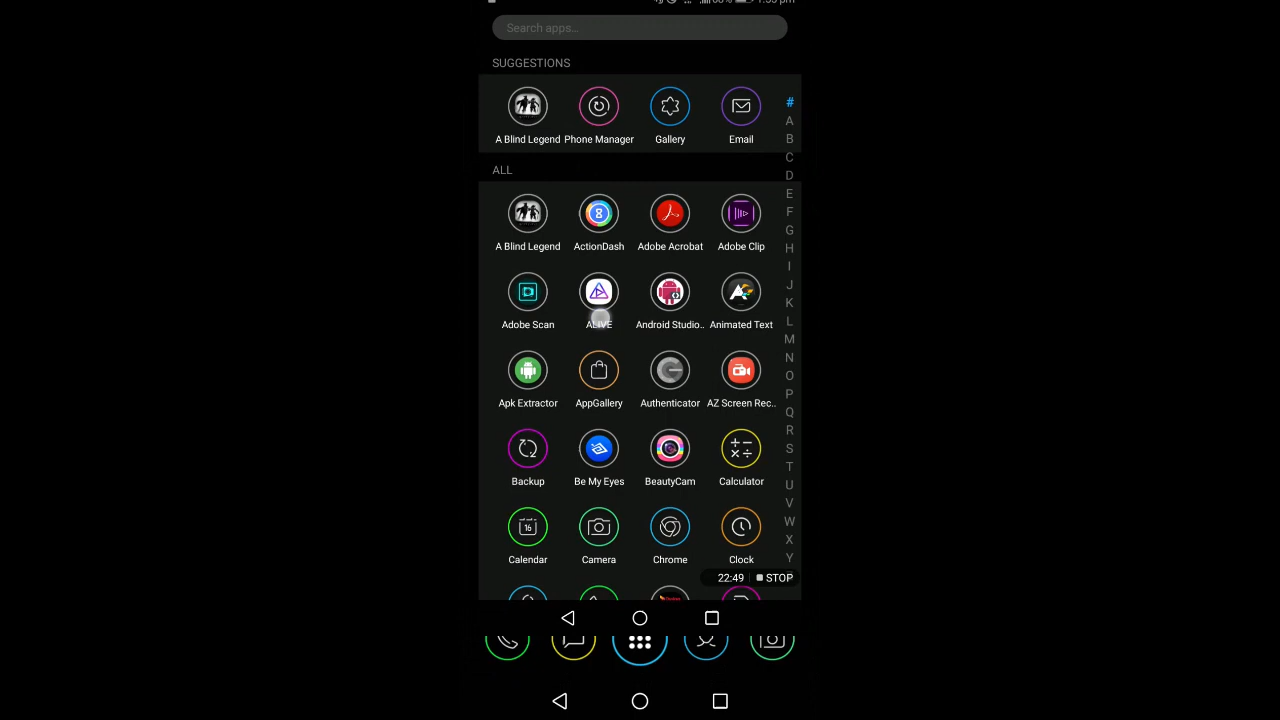 Search apps...
SUGGESTIONS
A Blind Legend Phone Manager Gallery Email
ALL
A Blind Legend ActionDash Adobe Acrobat Adobe Clip
Adobe Scan ALIVE Android Studio.. Animated Text
Apk Extractor AppGallery Authenticator AZ Screen Rec..
Backup Be My Eyes BeautyCam Calculator
16
Calendar Camera Chrome Clock
22:49 STOP
#
A
B
C
D
E
F
G
H
I
J
K
L
M
N
O
P
Q
R
S
T
U
V
W
X
Y